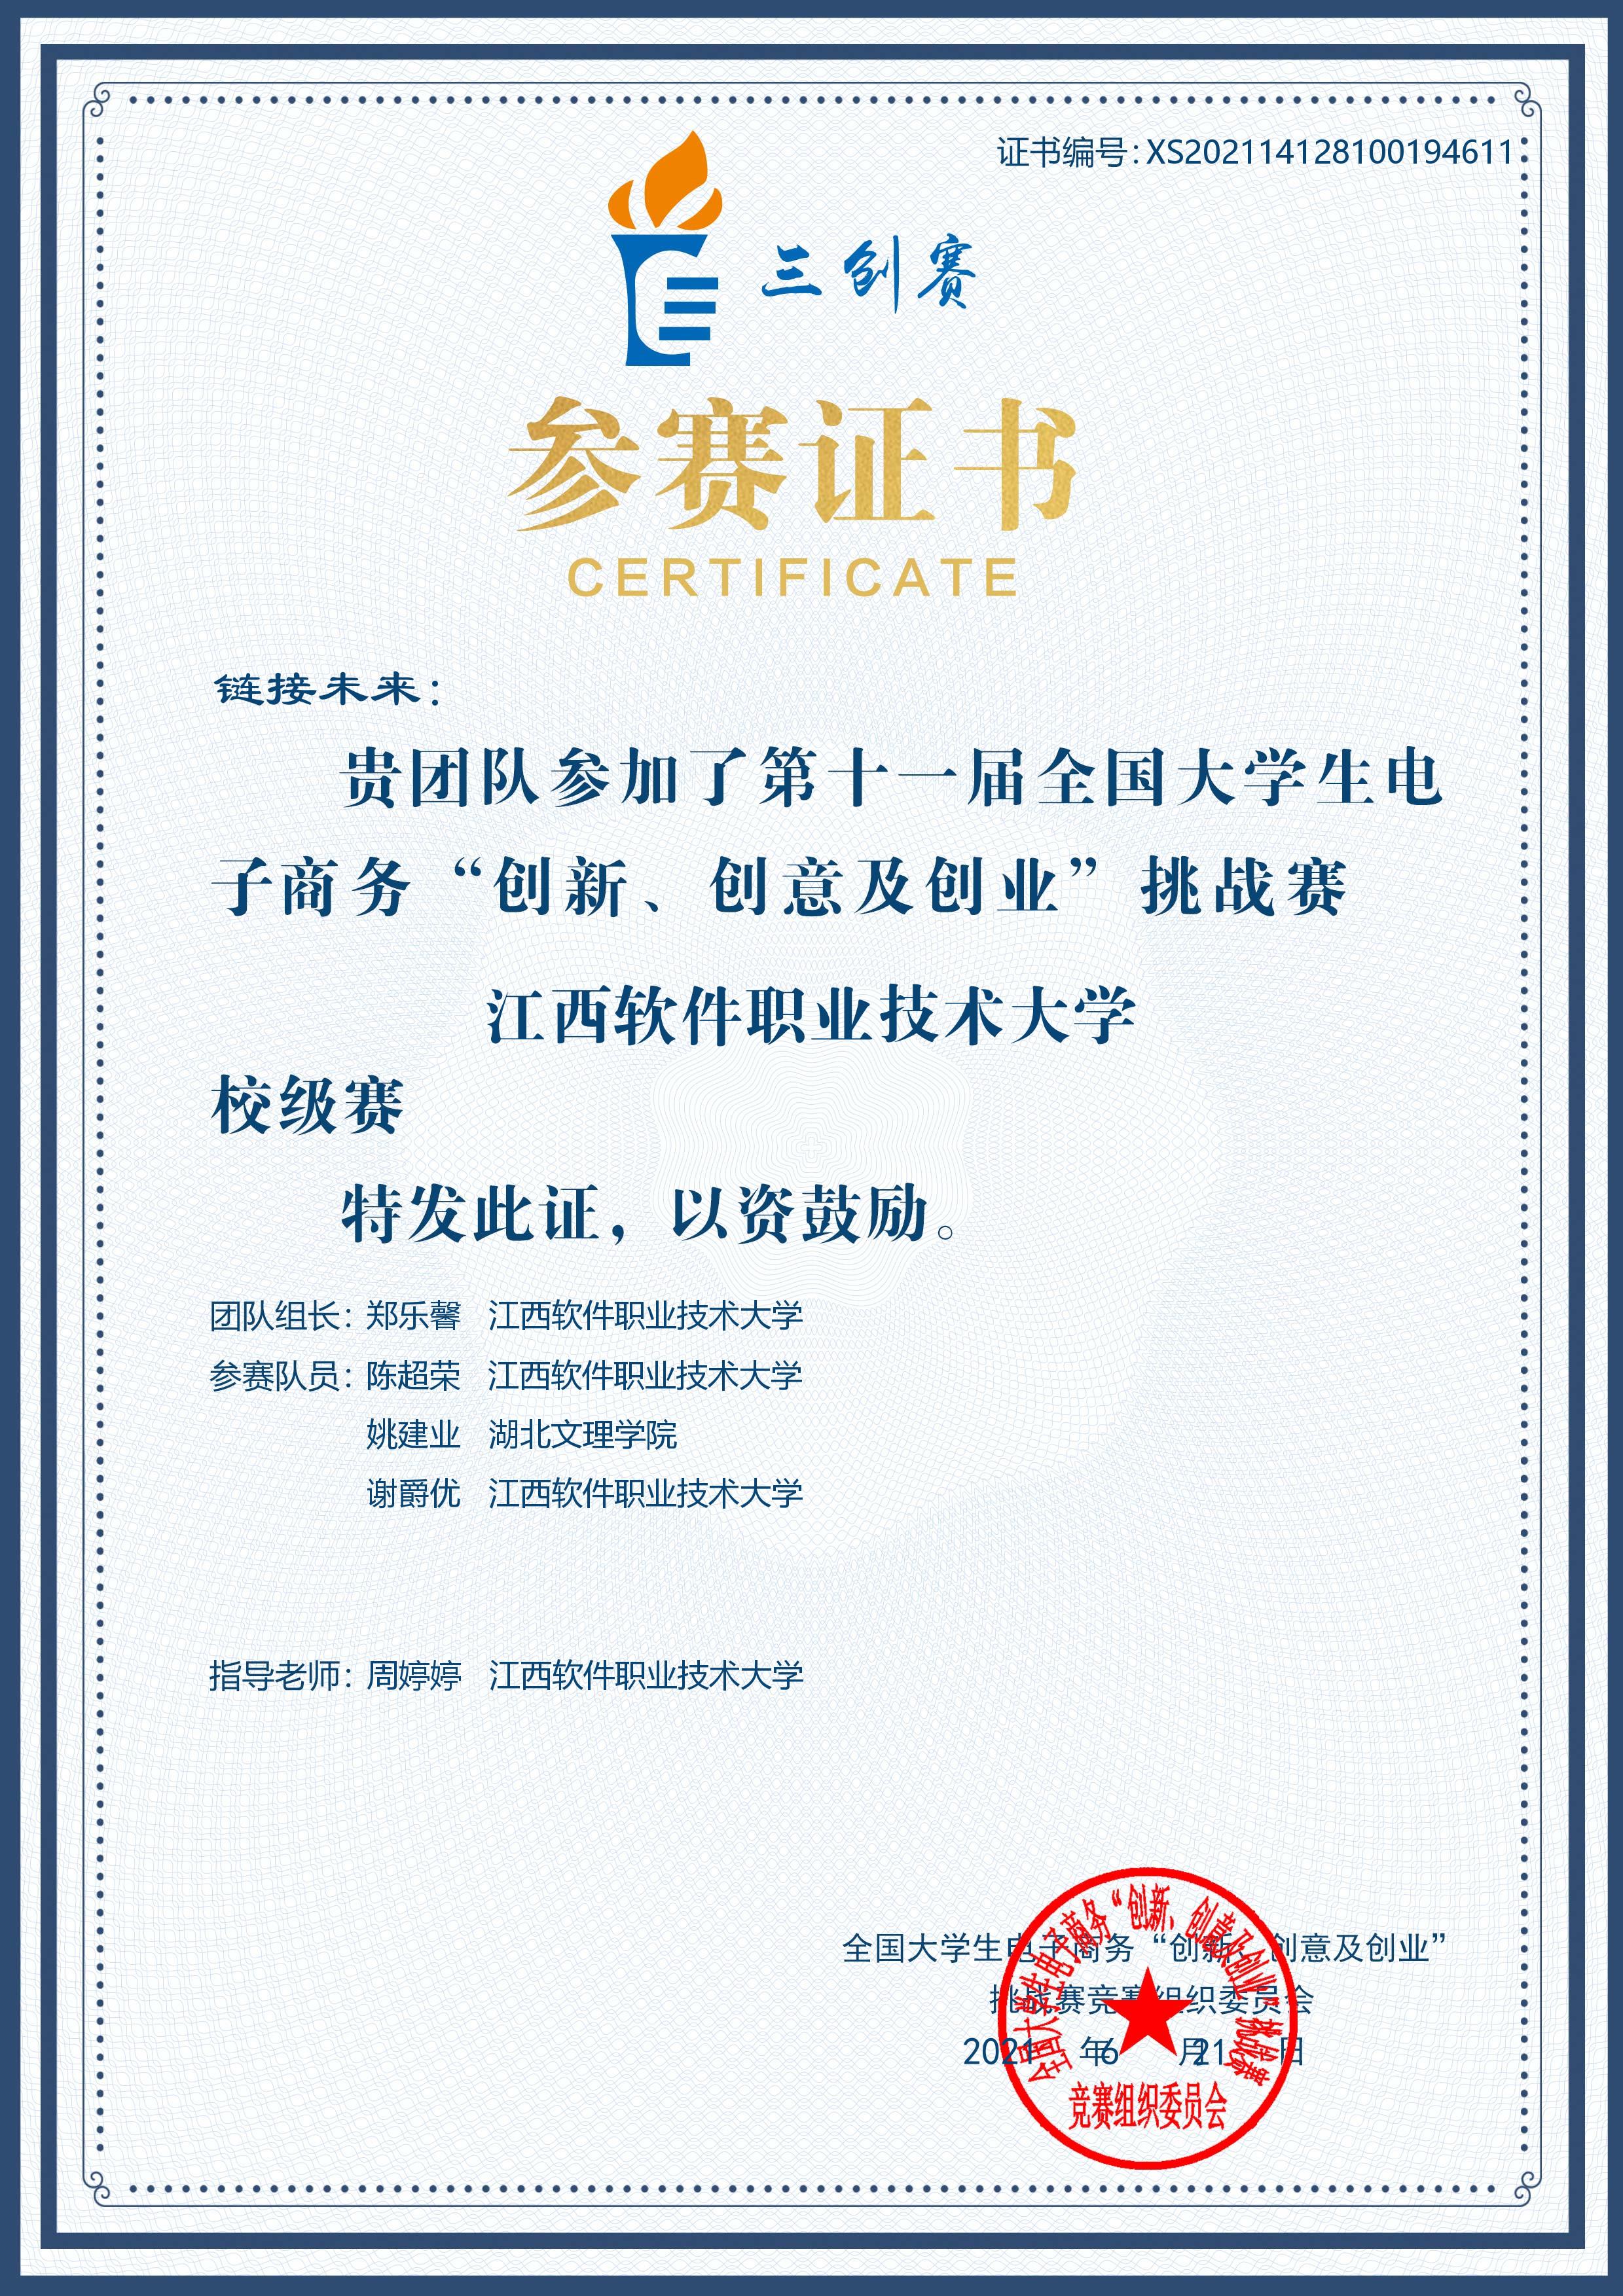 证书编号：XS202114128100194611
三创赛
参赛证书
CERTIFICATE
链接未来：
贵团队参加了第十一届全国大学生电
子商务“创新、创意及创业”挑战赛
江西软件职业技术大学
校级赛
特发此证，以资鼓励。
团队组长：郑乐馨 江西软件职业技术大学
参赛队员：陈超荣 江西软件职业技术大学
姚建业 湖北文理学院
谢爵优 江西软件职业技术大学
指导老师：周婷婷 江西软件职业技术大学
全国大学生电子商务“创新、创意及创业”
挑战赛竞赛组织委员会
2021 年6 月21 日
全国大学生电子商务“创新、创意及创业”挑战赛
竞赛组织委员会